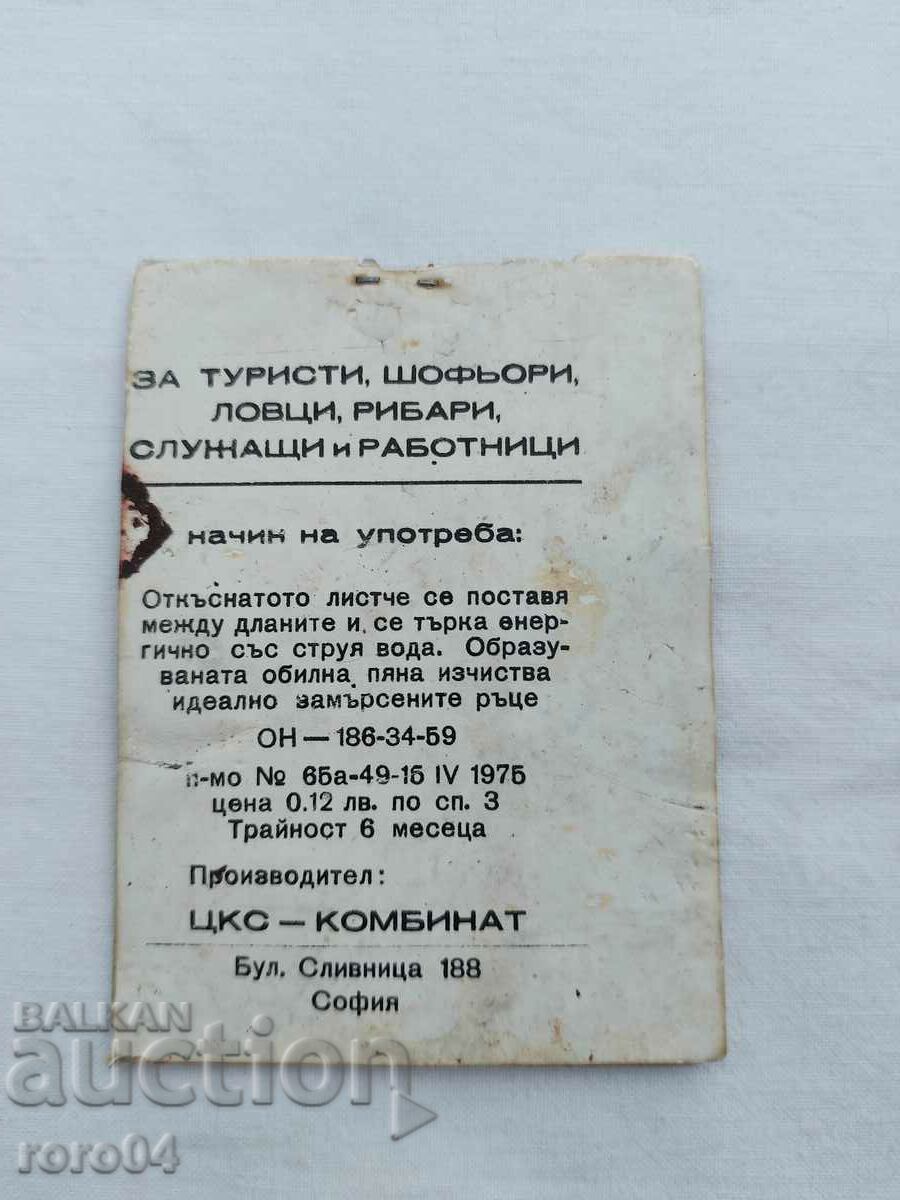 ЗА ТУРИСТИ, ШОФЬОРИ,
ЛОВЦИ, РИБАРИ,
СЛУЖАЩИ и РАБОТНИЦИ
начин на употреба:
Откъснатото листче се поставя
между дланите и се търка енер-
гично със струя вода. Образу-
ваната обилна пяна изчиства
идеално замърсените ръце
ОН — 186-34-59
п-мо № 65а-49-15 IV 1975
цена 0.12 лв. по сп. 3
Трайност 6 месеца
Производител:
ЦКС — КОМБИНАТ
Бул. Сливница 188
София
BALKAN
auction
roro04